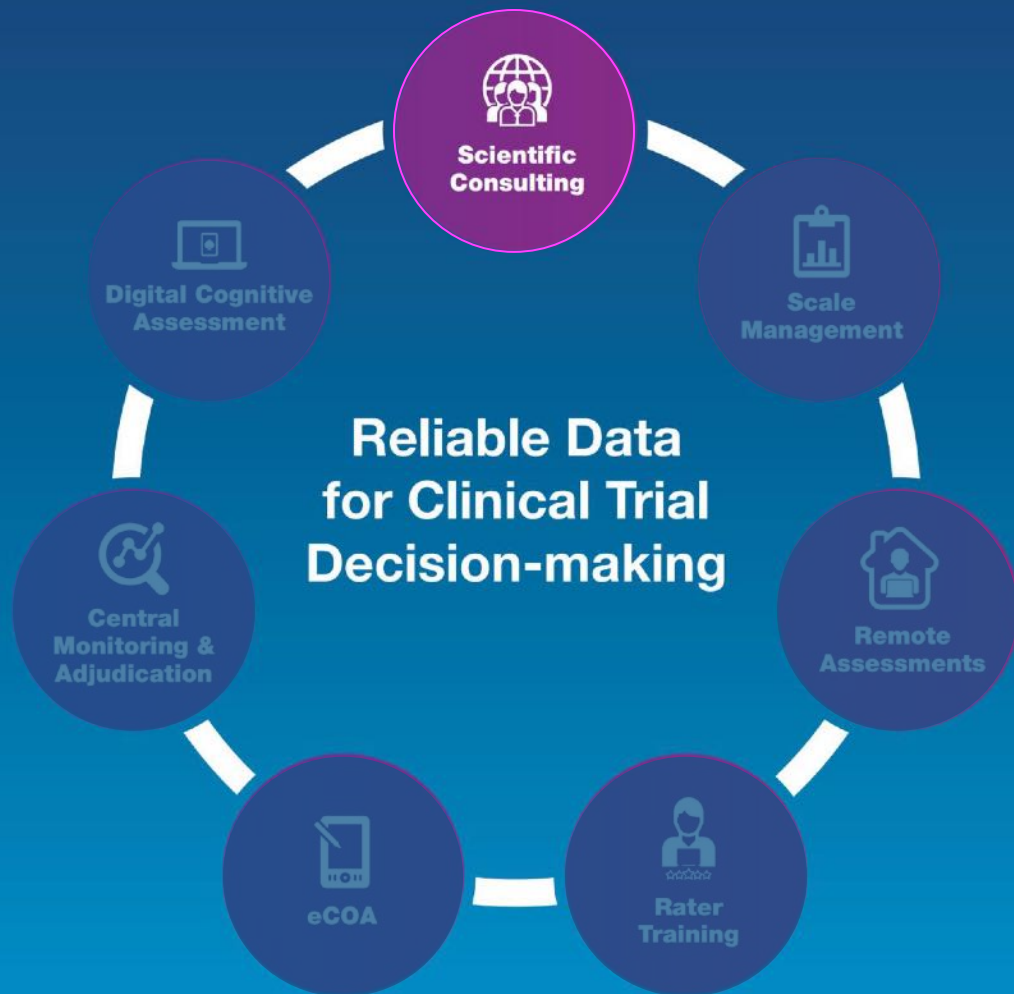 Scientific
Consulting
Digital Cognitive
Assessment
Scale
Management
Reliable Data
for Clinical Trial
Decision-making
Central
Monitoring &
Adjudication
Remote
Assessments
eCOA
Rater
Training